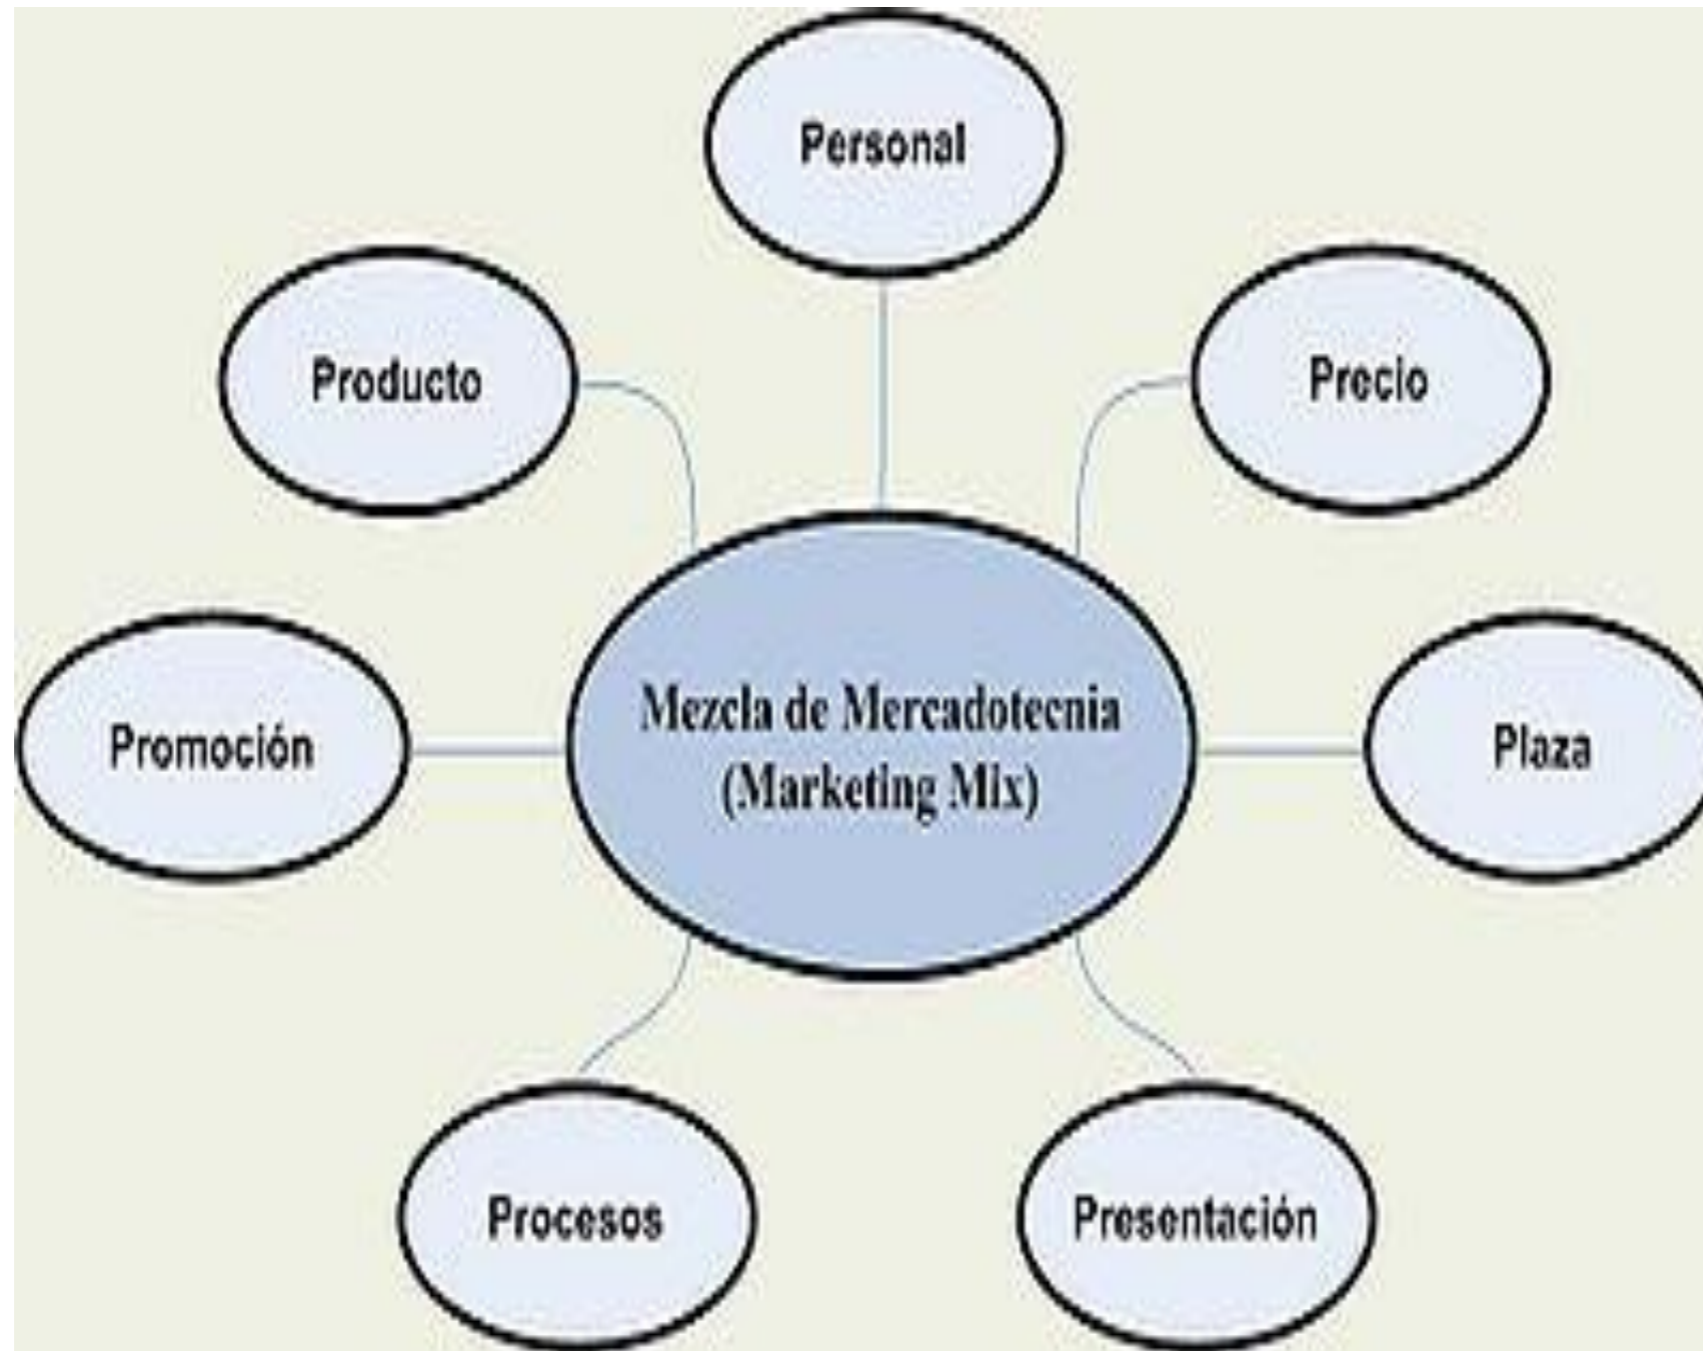 Personal
Producto
Precio
Promoción
Mezcla de Mercadotecnia
(Marketing Mix)
Plaza
Procesos
Presentación